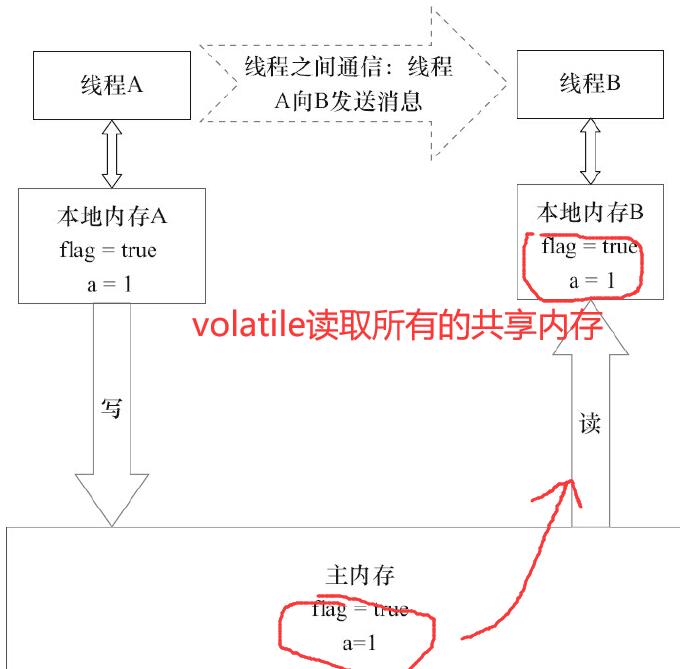 线程A
线程之间通信：线程
A向B发送消息
线程B
本地内存A
flag = true
a = 1
本地内存B
flag = true
a = 1
volatile读取所有的共享内存
写
读
主内存
flag = true
a=1